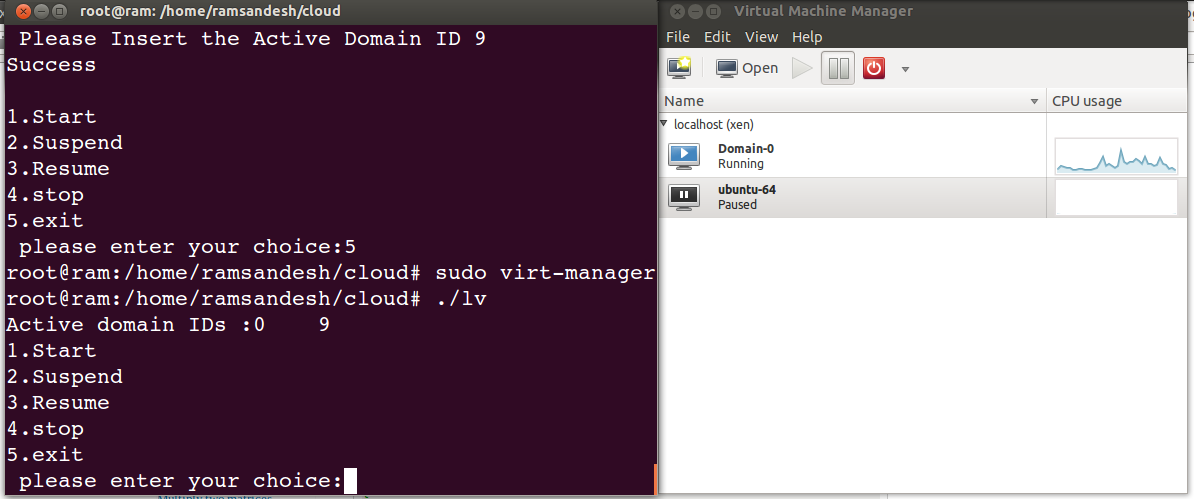 root@ram: /home/ramsandesh/cloud
Please Insert the Active Domain ID 9
Success
1.Start
2.Suspend
3.Resume
4.stop
5.exit
please enter your choice:5
root@ram:/home/ramsandesh/cloud# sudo virt-manager
root@ram:/home/ramsandesh/cloud# ./lv
Active domain IDs :0 9
1.Start
2.Suspend
3.Resume
4.stop
5.exit
please enter your choice:
Virtual Machine Manager
File Edit View Help
Open
Name CPU usage
localhost (xen)
Domain-0
Running
ubuntu-64
Paused
Multiply two matrices